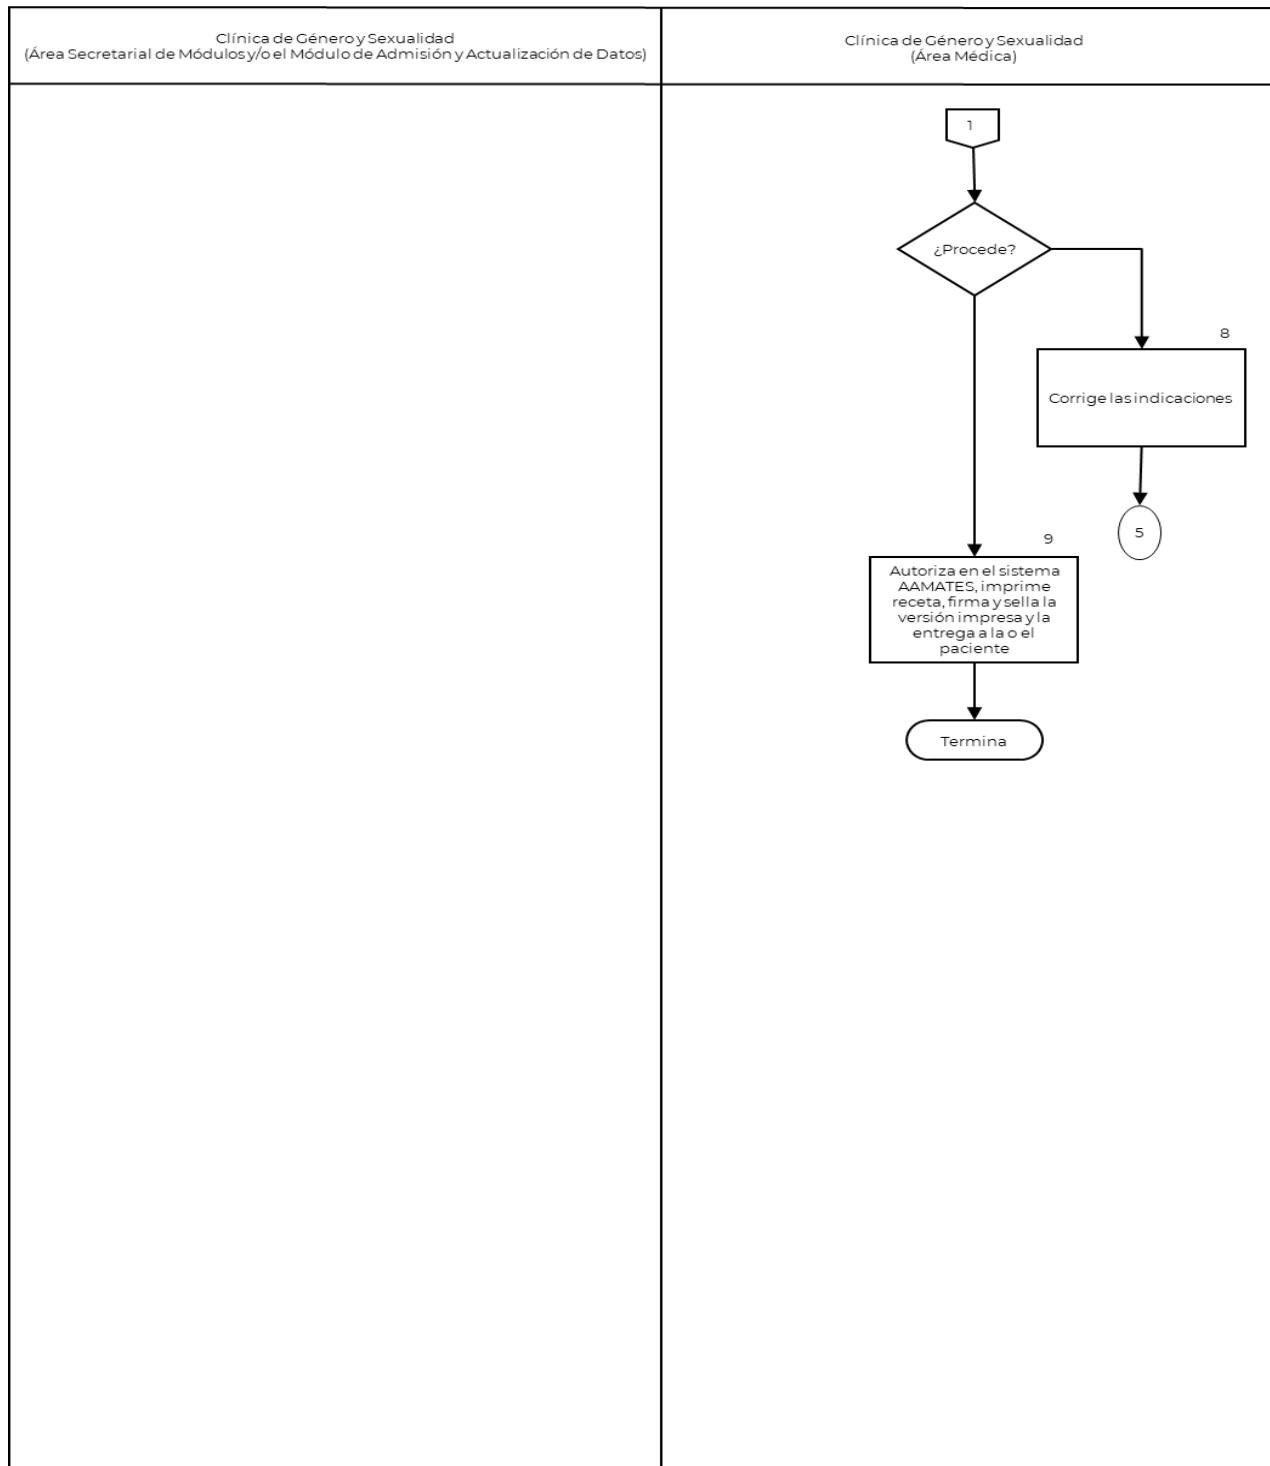 Clínica de Género y Sexualidad
(Área Secretarial de Módulos y/o el Módulo de Admisión y Actualización de Datos)
Clínica de Género y Sexualidad
(Área Médica)
1
¿Procede?
8
Corrige las indicaciones
5
9
Autoriza en el sistema
AAMATES, imprime
receta, firma y sella la
versión impresa y la
entrega a la o el
paciente
Termina